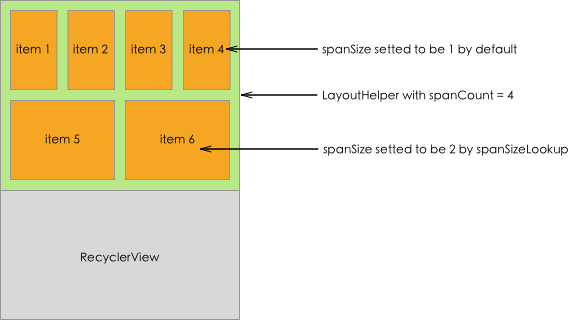 item 1
item 2
item 3
item 4
spanSize setted to be 1 by default
LayoutHelper with spanCount = 4
item 5
item 6
spanSize setted to be 2 by spanSizeLookup
RecyclerView